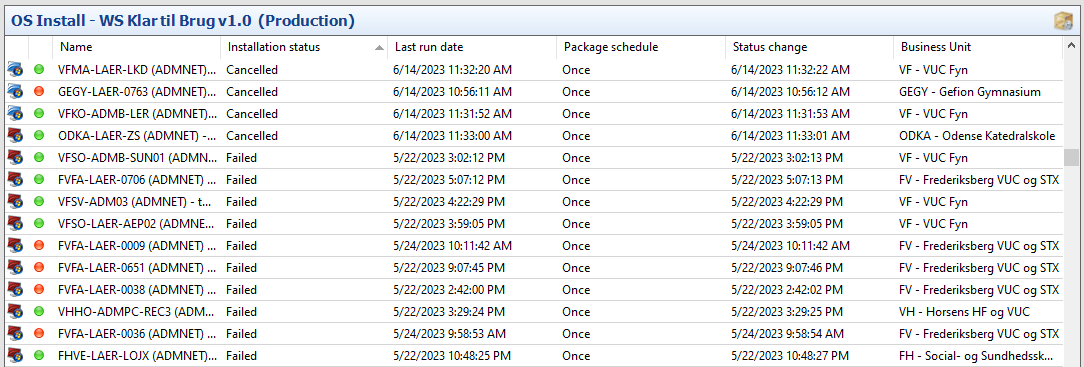 OS Install - WS Klar til Brug v1.0 (Production)
Name Installation status Last run date Package schedule Status change Business Unit
VFMA-LAER-LKD (ADMNET)... Cancelled 6/14/2023 11:32:20 AM Once 6/14/2023 11:32:22 AM VF - VUC Fyn
GEGY-LAER-0763 (ADMNET)... Cancelled 6/14/2023 10:56:11 AM Once 6/14/2023 10:56:12 AM GEGY - Gefion Gymnasium
VFKO-ADMB-LER (ADMNET) ... Cancelled 6/14/2023 11:31:52 AM Once 6/14/2023 11:31:53 AM VF - VUC Fyn
ODKA-LAER-ZS (ADMNET) -... Cancelled 6/14/2023 11:33:00 AM Once 6/14/2023 11:33:01 AM ODKA - Odense Katedralskole
VFSO-ADMB-SUN01 (ADMN... Failed 5/22/2023 3:02:12 PM Once 5/22/2023 3:02:13 PM VF - VUC Fyn
FVFA-LAER-0706 (ADMNET) ... Failed 5/22/2023 5:07:12 PM Once 5/22/2023 5:07:13 PM FV - Frederiksberg VUC og STX
VFSV-ADM03 (ADMNET) - t... Failed 5/22/2023 4:22:29 PM Once 5/22/2023 4:22:29 PM VF - VUC Fyn
VFSO-LAER-AEP02 (ADMNE... Failed 5/22/2023 3:59:05 PM Once 5/22/2023 3:59:05 PM VF - VUC Fyn
FVFA-LAER-0009 (ADMNET) ... Failed 5/24/2023 10:11:42 AM Once 5/24/2023 10:11:42 AM FV - Frederiksberg VUC og STX
FVFA-LAER-0651 (ADMNET) ... Failed 5/22/2023 9:07:45 PM Once 5/22/2023 9:07:46 PM FV - Frederiksberg VUC og STX
FVFA-LAER-0038 (ADMNET) ... Failed 5/22/2023 2:42:00 PM Once 5/22/2023 2:42:02 PM FV - Frederiksberg VUC og STX
VHHO-ADMPC-REC3 (ADM... Failed 5/22/2023 3:29:24 PM Once 5/22/2023 3:29:25 PM VH - Horsens HF og VUC
FVFA-LAER-0036 (ADMNET) ... Failed 5/24/2023 9:58:53 AM Once 5/24/2023 9:58:54 AM FV - Frederiksberg VUC og STX
FHVE-LAER-LOJX (ADMNET)... Failed 5/22/2023 10:48:25 PM Once 5/22/2023 10:48:27 PM FH - Social- og Sundhedssk...